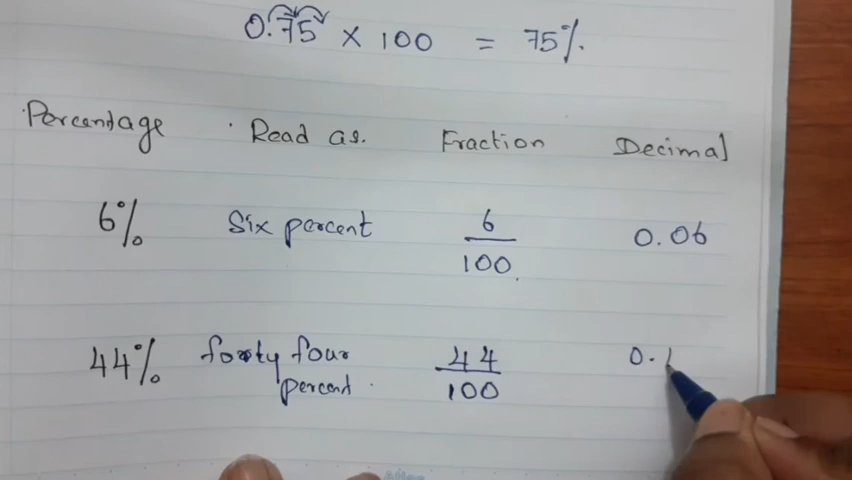 0.75 × 100 = 75%.
Percentage Read as. Fraction Decimal
6% Six percent 6/100 0.06
44% forty four percent 44/100 0.